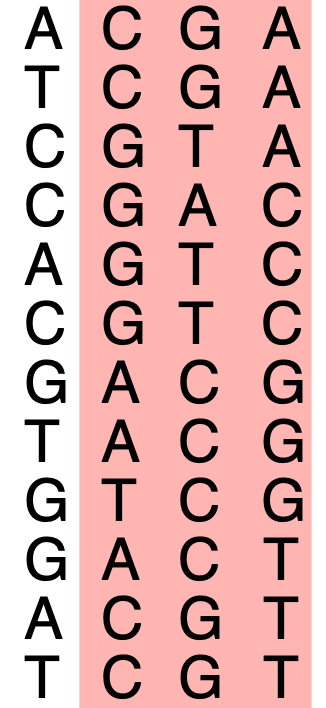 A C G A
T C G A
C G T A
C G A C
A G T C
C G T C
G A C G
T A C G
G T C G
G A C T
A C G T
T C G T